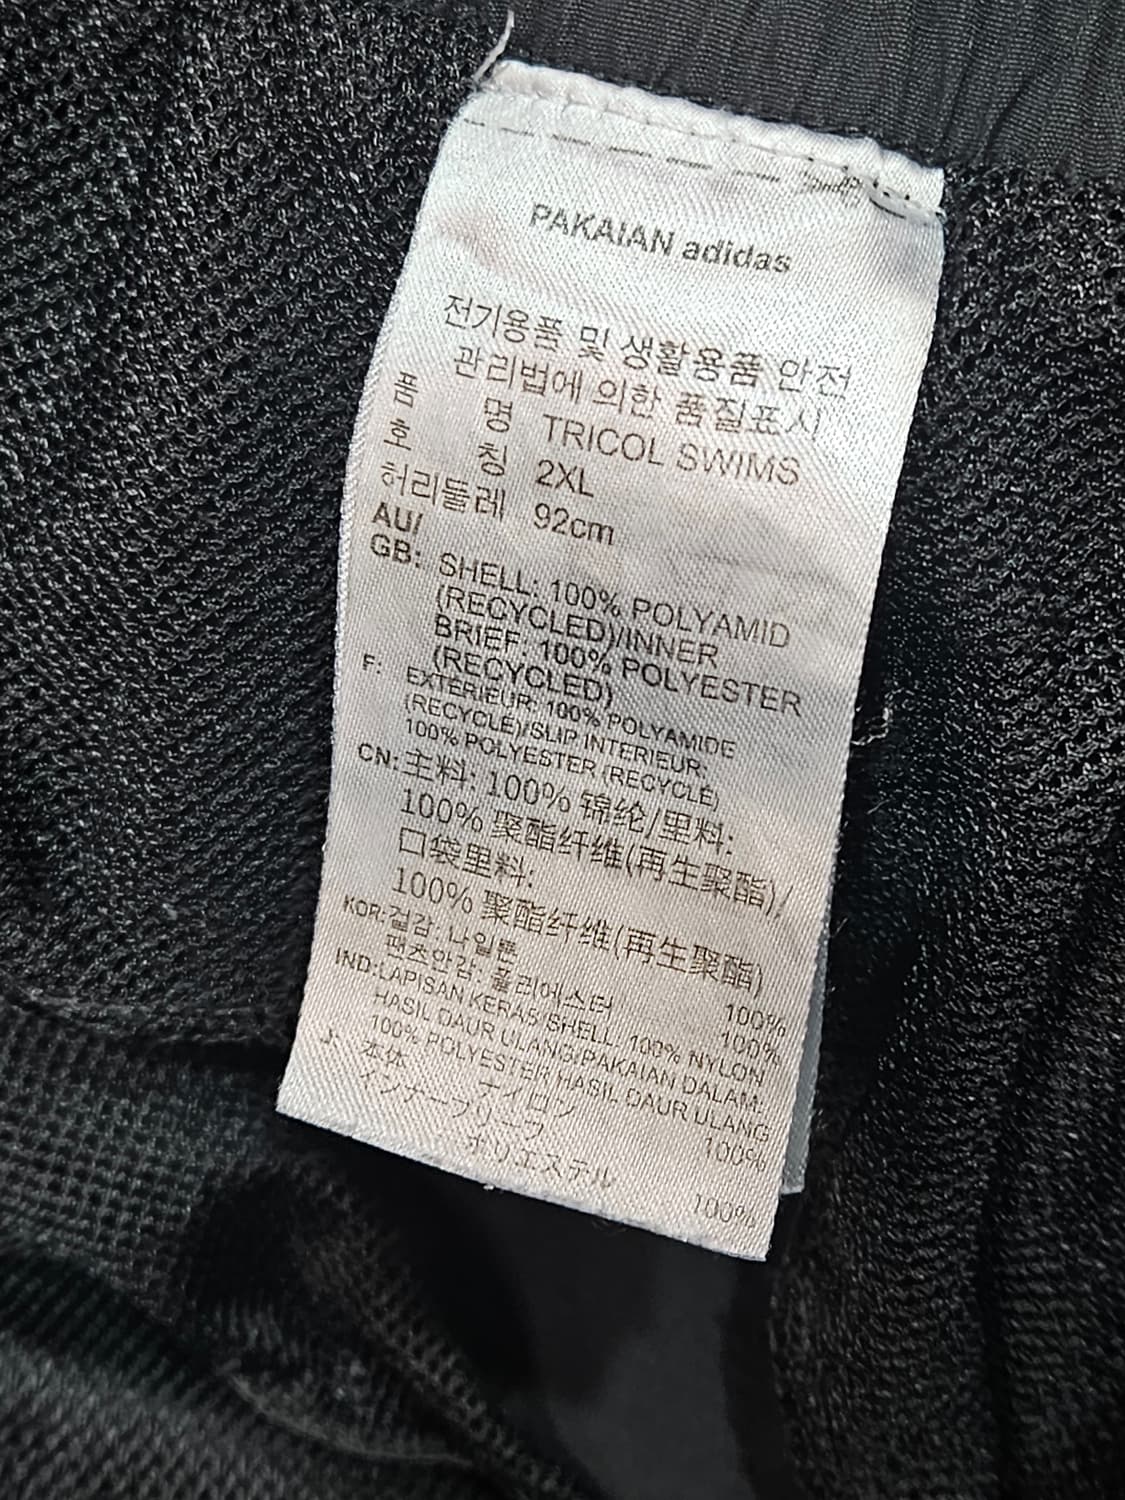 PAKAIAN adidas
전기용품 및 생활용품 안전
관리법에 의한 품질표시
품 명 TRICOL SWIMS
호 칭 2XL
허리둘레 92cm
AU/
GB: SHELL: 100% POLYAMID
(RECYCLED)/INNER
BRIEF: 100% POLYESTER
(RECYCLED)
F: EXTERIEUR: 100% POLYAMIDE
(RECYCLE)/SLIP INTERIEUR:
100% POLYESTER (RECYCLE)
CN: 主料: 100% 锦纶/里料:
100% 聚酯纤维(再生聚酯)/
口袋里料:
100% 聚酯纤维(再生聚酯)
KOR: 겉감: 나일론 100%
팬츠안감: 폴리에스터 100%
IND: LAPISAN KERAS/SHELL: 100% NYLON
HASIL DAUR ULANG/PAKAIAN DALAM:
100% POLYESTER HASIL DAUR ULANG
J: 本体 ナイロン 100%
インナーブリーフ
ポリエステル 100%